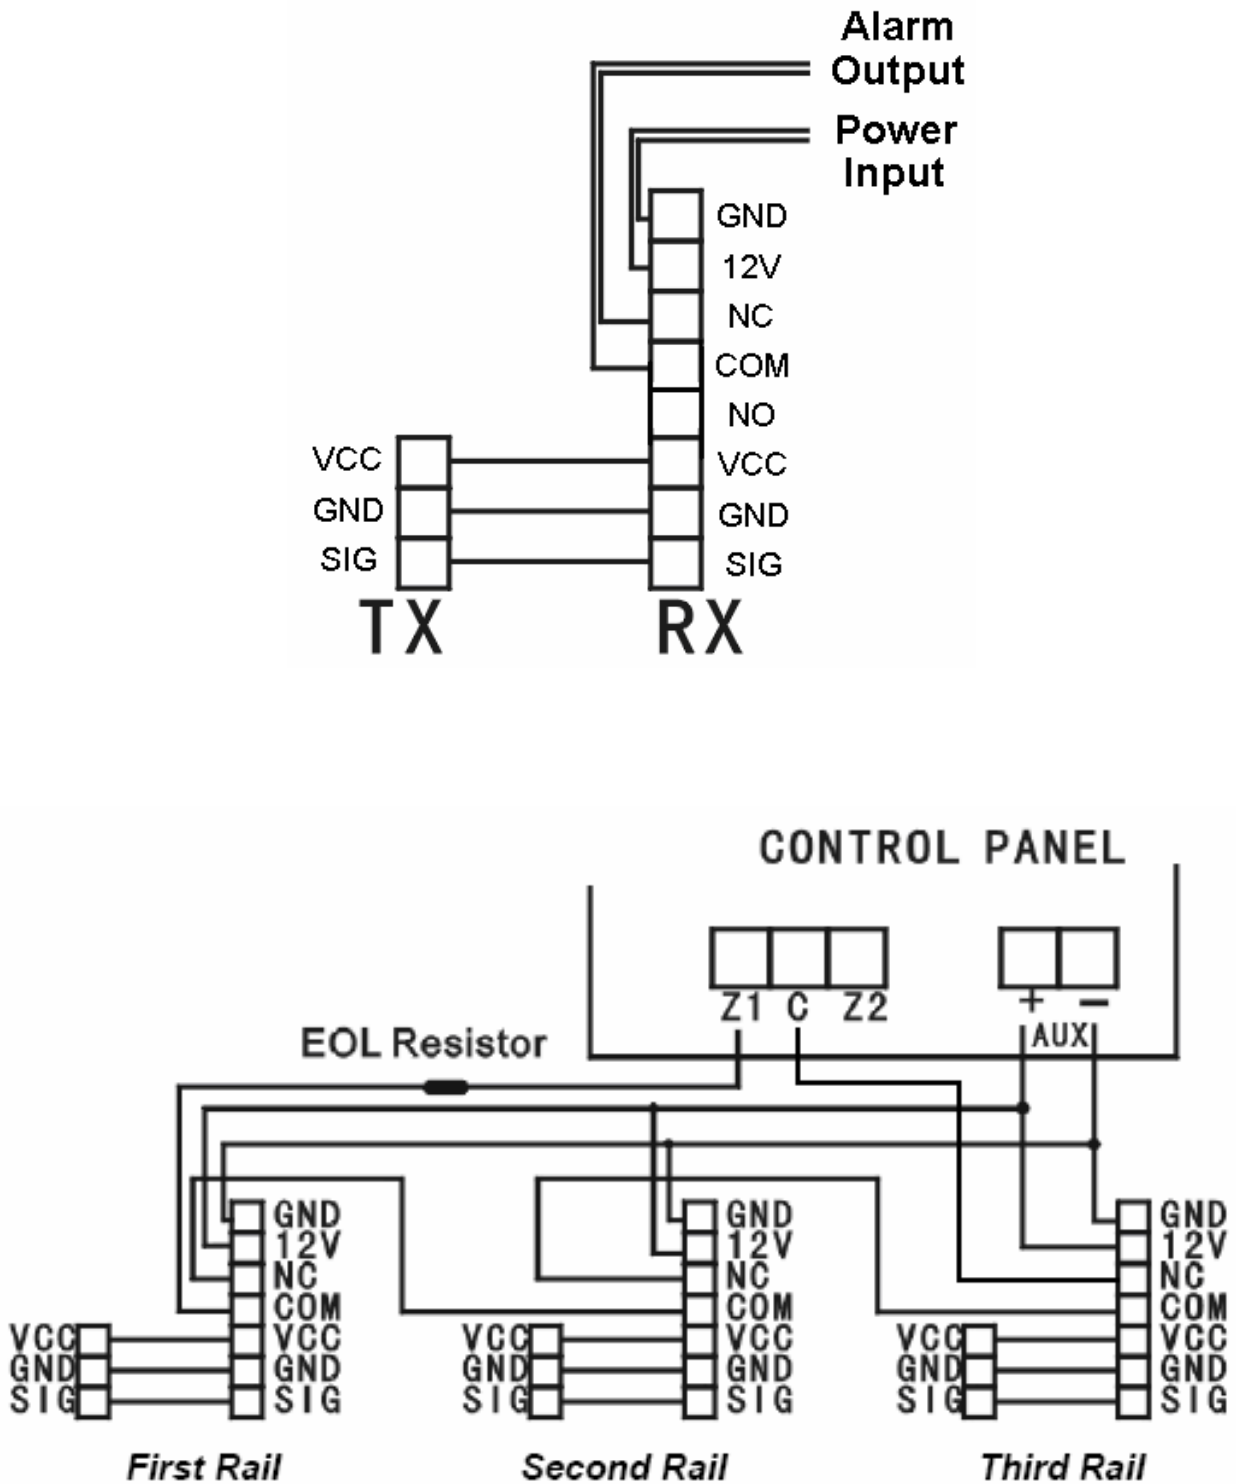 Alarm
Output
Power
Input
GND
12V
NC
COM
NO
VCC VCC
GND GND
SIG SIG
TX RX
CONTROL PANEL
Z1 C Z2 + −
AUX
EOL Resistor
GND GND GND
12V 12V 12V
NC NC NC
COM COM COM
VCC VCC VCC VCC VCC VCC
GND GND GND GND GND GND
SIG SIG SIG SIG SIG SIG
First Rail Second Rail Third Rail